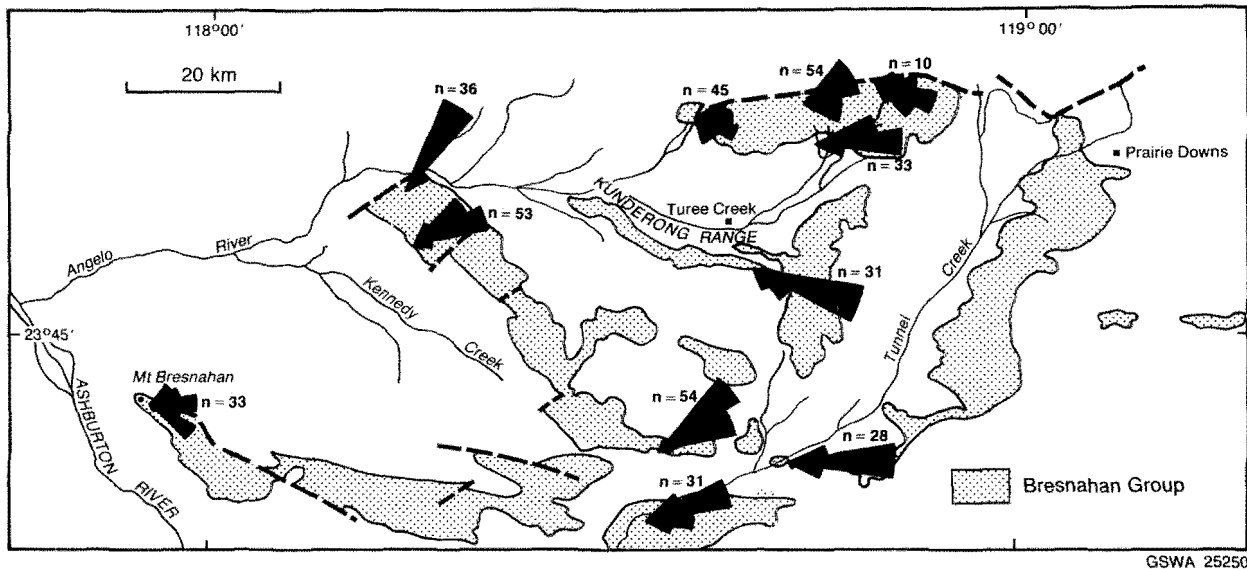 118°00′
119°00′
20 km
n = 36
n = 45
n = 54
n = 10
Prairie Downs
n = 33
KUNDERONG RANGE
Turee Creek
n = 53
Angelo River
Kennedy Creek
n = 31
Tunnel Creek
23°45′
Mt Bresnahan
n = 33
ASHBURTON RIVER
n = 54
n = 28
n = 31
Bresnahan Group
GSWA 25250